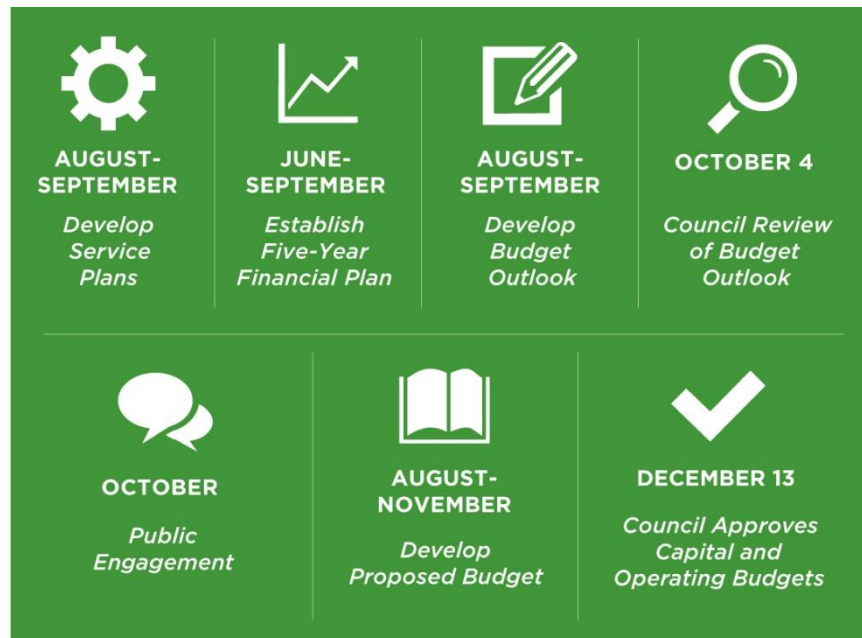 AUGUST-
SEPTEMBER
Develop
Service
Plans
JUNE-
SEPTEMBER
Establish
Five-Year
Financial Plan
AUGUST-
SEPTEMBER
Develop
Budget
Outlook
OCTOBER 4
Council Review
of Budget
Outlook
OCTOBER
Public
Engagement
AUGUST-
NOVEMBER
Develop
Proposed Budget
DECEMBER 13
Council Approves
Capital and
Operating Budgets